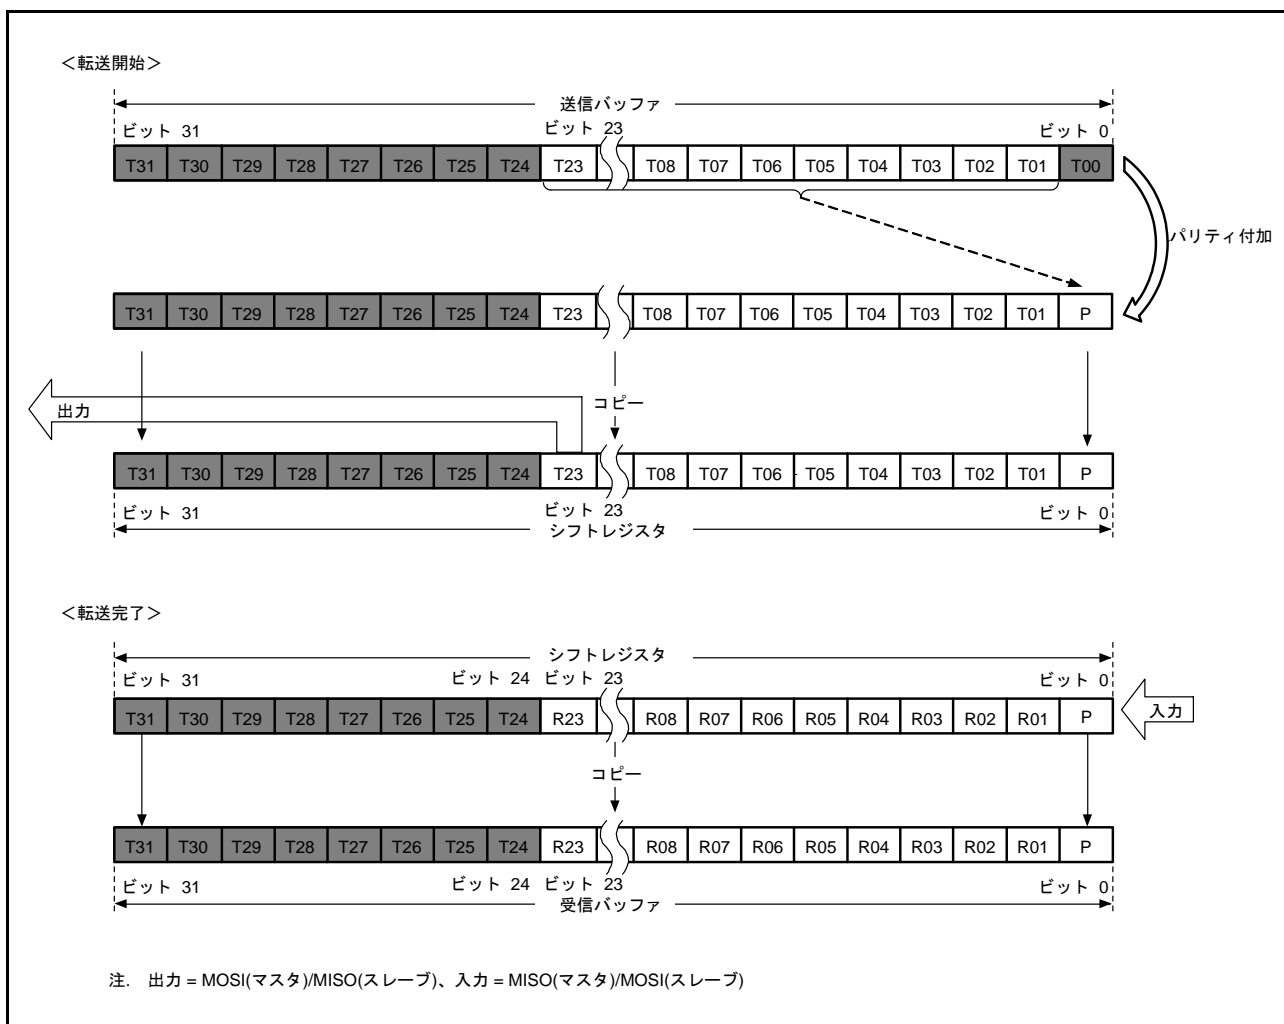 ＜転送開始＞
送信バッファ
ビット 31 ビット 23 ビット 0
T31 T30 T29 T28 T27 T26 T25 T24 T23 T08 T07 T06 T05 T04 T03 T02 T01 T00
パリティ付加
T31 T30 T29 T28 T27 T26 T25 T24 T23 T08 T07 T06 T05 T04 T03 T02 T01 P
コピー
出力
T31 T30 T29 T28 T27 T26 T25 T24 T23 T08 T07 T06 T05 T04 T03 T02 T01 P
ビット 31 ビット 23 ビット 0
シフトレジスタ
＜転送完了＞
シフトレジスタ
ビット 31 ビット 24 ビット 23 ビット 0
T31 T30 T29 T28 T27 T26 T25 T24 R23 R08 R07 R06 R05 R04 R03 R02 R01 P
入力
コピー
T31 T30 T29 T28 T27 T26 T25 T24 R23 R08 R07 R06 R05 R04 R03 R02 R01 P
ビット 31 ビット 24 ビット 23 ビット 0
受信バッファ
注. 出力 = MOSI(マスタ)/MISO(スレーブ)、入力 = MISO(マスタ)/MOSI(スレーブ)